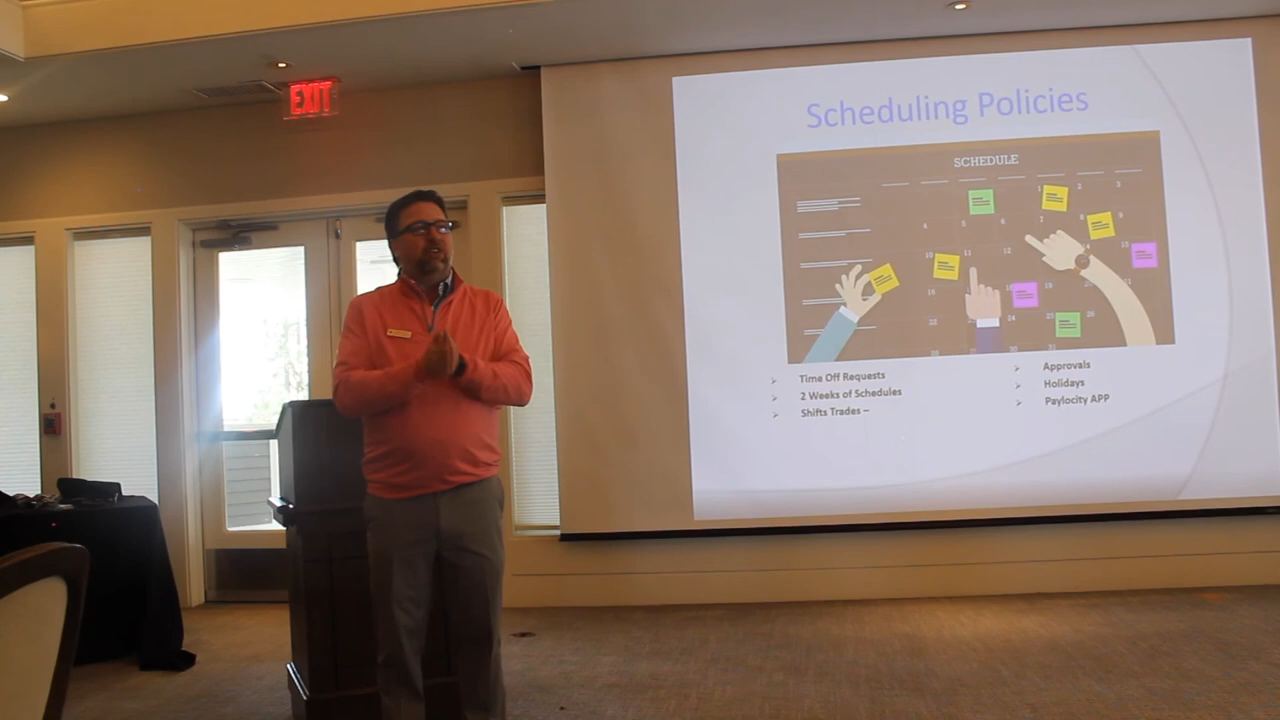 EXIT
Scheduling Policies
SCHEDULE
Time Off Requests
2 Weeks of Schedules
Shifts Trades –
Approvals
Holidays
Paylocity APP